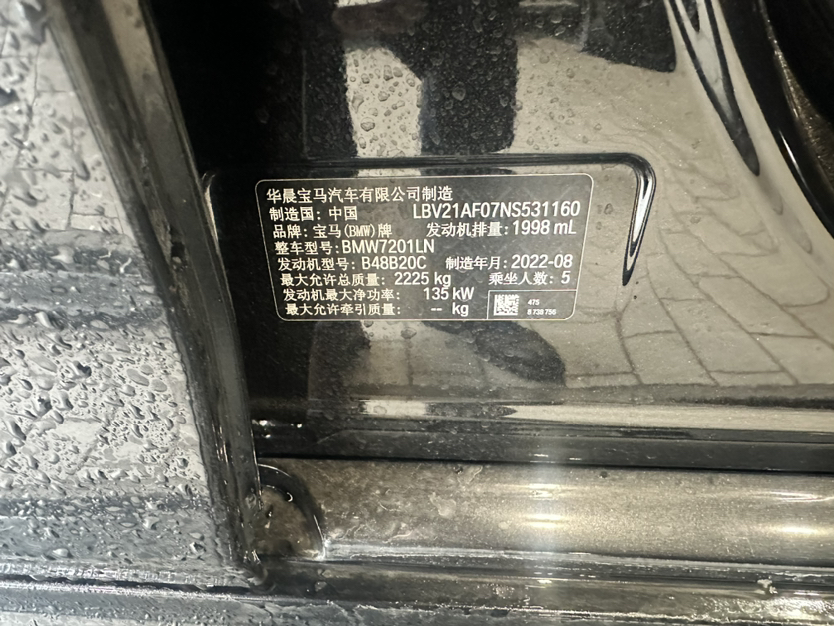 华晨宝马汽车有限公司制造
制造国: 中国 LBV21AF07NS531160
品牌: 宝马(BMW)牌 发动机排量: 1998 mL
整车型号: BMW7201LN
发动机型号: B48B20C 制造年月: 2022-08
最大允许总质量: 2225 kg 乘坐人数: 5
发动机最大净功率: 135 kW
最大允许牵引质量: -- kg
475
8 738 756